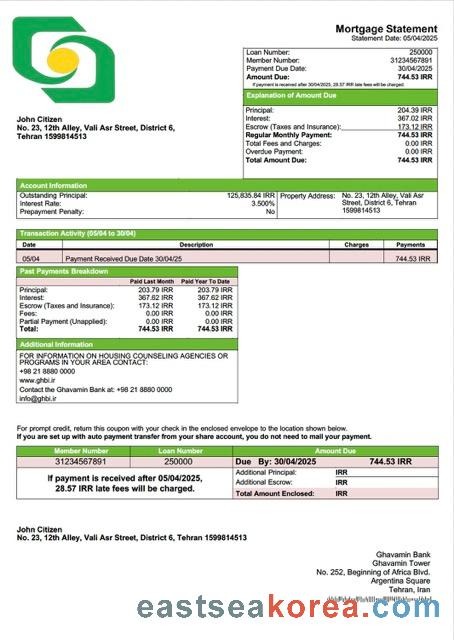 Mortgage Statement
Statement Date: 05/04/2025
Loan Number: 250000
Member Number: 31234567891
Payment Due Date: 30/04/2025
Amount Due: 744.53 IRR
If payment is received after 30/04/2025, 28.57 IRR late fees will be charged.
Explanation of Amount Due
Principal: 204.39 IRR
Interest: 367.02 IRR
Escrow (Taxes and Insurance): 173.12 IRR
Regular Monthly Payment: 744.53 IRR
Total Fees and Charges: 0.00 IRR
Overdue Payment: 0.00 IRR
Total Amount Due: 744.53 IRR
John Citizen
No. 23, 12th Alley, Vali Asr Street, District 6,
Tehran 1599814513
Account Information
Outstanding Principal: 125,835.84 IRR
Interest Rate: 3.500%
Prepayment Penalty: No
Property Address: No. 23, 12th Alley, Vali Asr
Street, District 6, Tehran
1599814513
Transaction Activity (05/04 to 30/04)
Date Description Charges Payments
05/04 Payment Received Due Date 30/04/25 744.53 IRR
Past Payments Breakdown
Paid Last Month Paid Year To Date
Principal: 203.79 IRR 203.79 IRR
Interest: 367.62 IRR 367.62 IRR
Escrow (Taxes and Insurance): 173.12 IRR 173.12 IRR
Fees: 0.00 IRR 0.00 IRR
Partial Payment (Unapplied): 0.00 IRR 0.00 IRR
Total: 744.53 IRR 744.53 IRR
Additional Information
FOR INFORMATION ON HOUSING COUNSELING AGENCIES OR
PROGRAMS IN YOUR AREA CONTACT:
+98 21 8880 0000
www.ghbi.ir
Contact the Ghavamin Bank at: +98 21 8880 0000
info@ghbi.ir
For prompt credit, return this coupon with your check in the enclosed envelope to the location shown below.
If you are set up with auto payment transfer from your share account, you do not need to mail your payment.
Member Number Loan Number Amount Due
31234567891 250000 Due By: 30/04/2025 744.53 IRR
If payment is received after 05/04/2025,
28.57 IRR late fees will be charged.
Additional Principal: IRR
Additional Escrow: IRR
Total Amount Enclosed: IRR
John Citizen
No. 23, 12th Alley, Vali Asr Street, District 6, Tehran 1599814513
Ghavamin Bank
Ghavamin Tower
No. 252, Beginning of Africa Blvd.
Argentina Square
Tehran, Iran
eastseakorea.com